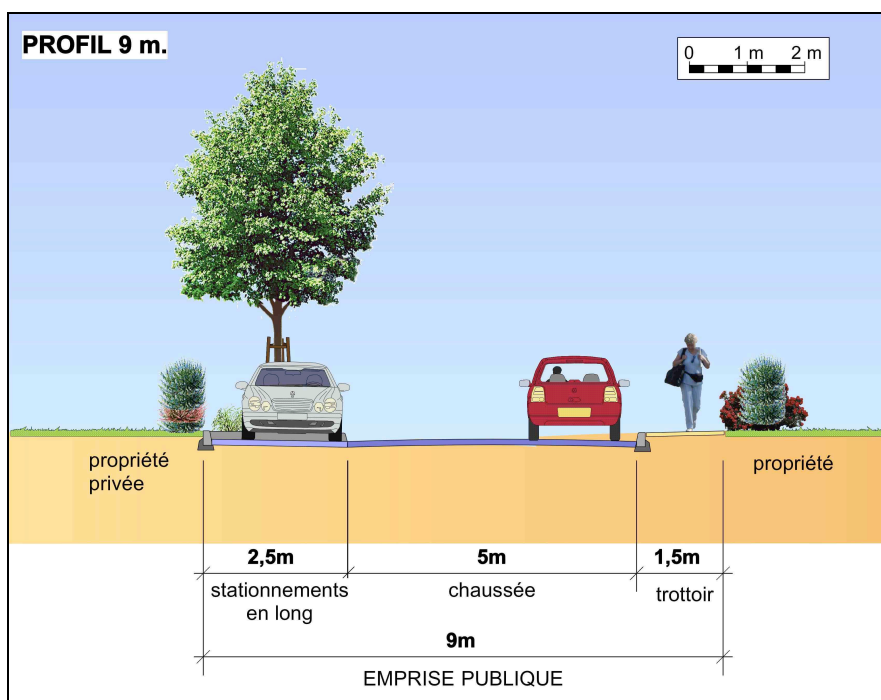 PROFIL 9 m.
0 1 m 2 m
propriété
privée
propriété
2,5m 5m 1,5m
stationnements
en long
chaussée
trottoir
9m
EMPRISE PUBLIQUE